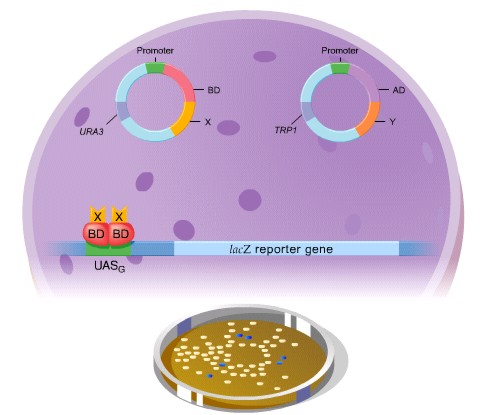 Promoter
BD
X
URA3
Promoter
AD
Y
TRP1
X X
BD BD
UASG
lacZ reporter gene